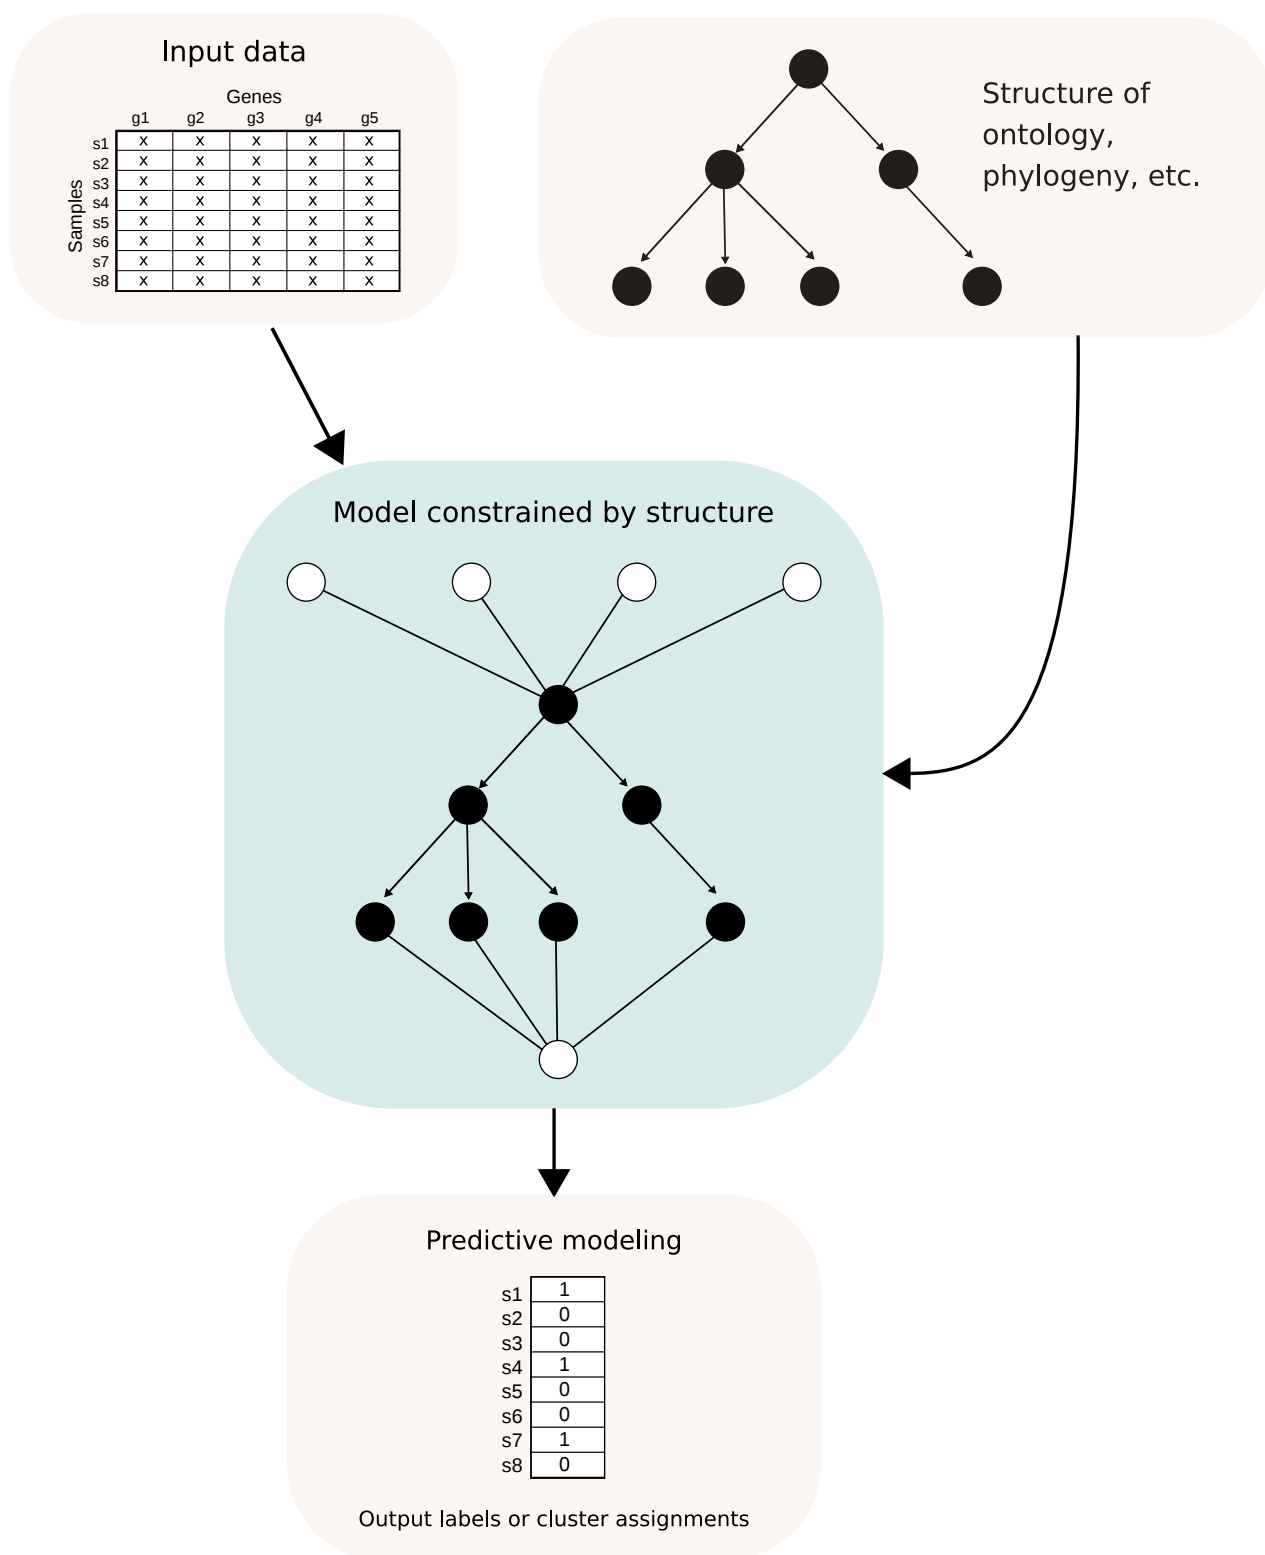 Input data
Genes
g1 g2 g3 g4 g5
Samples
s1 x x x x x
s2 x x x x x
s3 x x x x x
s4 x x x x x
s5 x x x x x
s6 x x x x x
s7 x x x x x
s8 x x x x x
Structure of
ontology,
phylogeny, etc.
Model constrained by structure
Predictive modeling
s1 1
s2 0
s3 0
s4 1
s5 0
s6 0
s7 1
s8 0
Output labels or cluster assignments